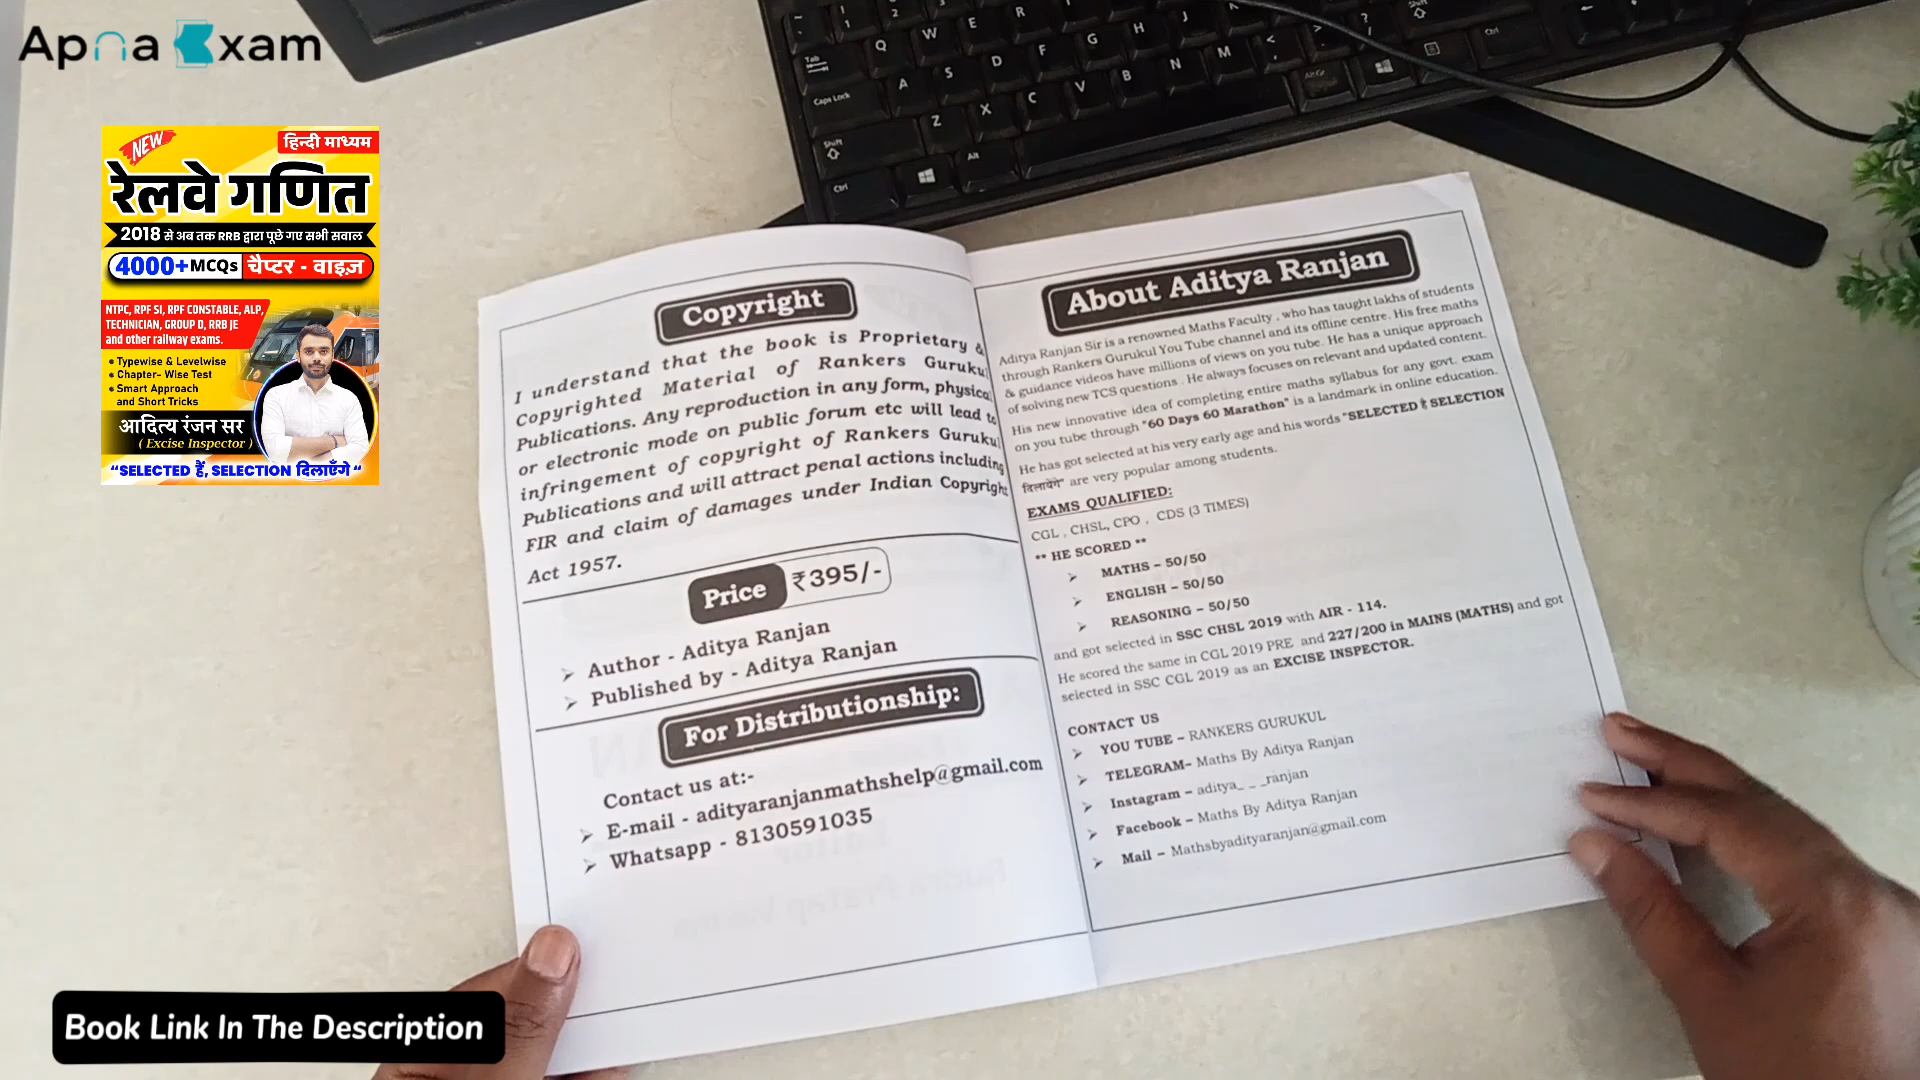 Apna Exam
NEW
हिन्दी माध्यम
रेलवे गणित
2018 से अब तक RRB द्वारा पूछे गए सभी सवाल
4000+ MCQs चैप्टर - वाइज़
NTPC, RPF SI, RPF CONSTABLE, ALP,
TECHNICIAN, GROUP D, RRB JE
and other railway exams.
• Typewise & Levelwise
• Chapter- Wise Test
• Smart Approach
and Short Tricks
आदित्य रंजन सर
( Excise Inspector )
“SELECTED हैं, SELECTION दिलाएँगे“
Copyright
I understand that the book is Proprietary &
Copyrighted Material of Rankers Gurukul
Publications. Any reproduction in any form, physical
or electronic mode on public forum etc will lead to
infringement of copyright of Rankers Gurukul
Publications and will attract penal actions including
FIR and claim of damages under Indian Copyright
Act 1957.
Price ₹395/-
➢ Author - Aditya Ranjan
➢ Published by - Aditya Ranjan
For Distributionship:
Contact us at:-
➢ E-mail - adityaranjanmathshelp@gmail.com
➢ Whatsapp - 8130591035
About Aditya Ranjan
Aditya Ranjan Sir is a renowned Maths Faculty , who has taught lakhs of students
through Rankers Gurukul You Tube channel and its offline centre. His free maths
& guidance videos have millions of views on you tube. He has a unique approach
of solving new TCS questions . He always focuses on relevant and updated content.
His new innovative idea of completing entire maths syllabus for any govt. exam
on you tube through "60 Days 60 Marathon" is a landmark in online education.
He has got selected at his very early age and his words "SELECTED हैं SELECTION
दिलायेंगे" are very popular among students.
EXAMS QUALIFIED:
CGL , CHSL, CPO , CDS (3 TIMES)
** HE SCORED **
➢ MATHS – 50/50
➢ ENGLISH – 50/50
➢ REASONING – 50/50
and got selected in SSC CHSL 2019 with AIR - 114.
He scored the same in CGL 2019 PRE and 227/200 in MAINS (MATHS) and got
selected in SSC CGL 2019 as an EXCISE INSPECTOR.
CONTACT US
➢ YOU TUBE – RANKERS GURUKUL
➢ TELEGRAM– Maths By Aditya Ranjan
➢ Instagram – aditya_ _ _ranjan
➢ Facebook – Maths By Aditya Ranjan
➢ Mail – Mathsbyadityaranjan@gmail.com
Book Link In The Description